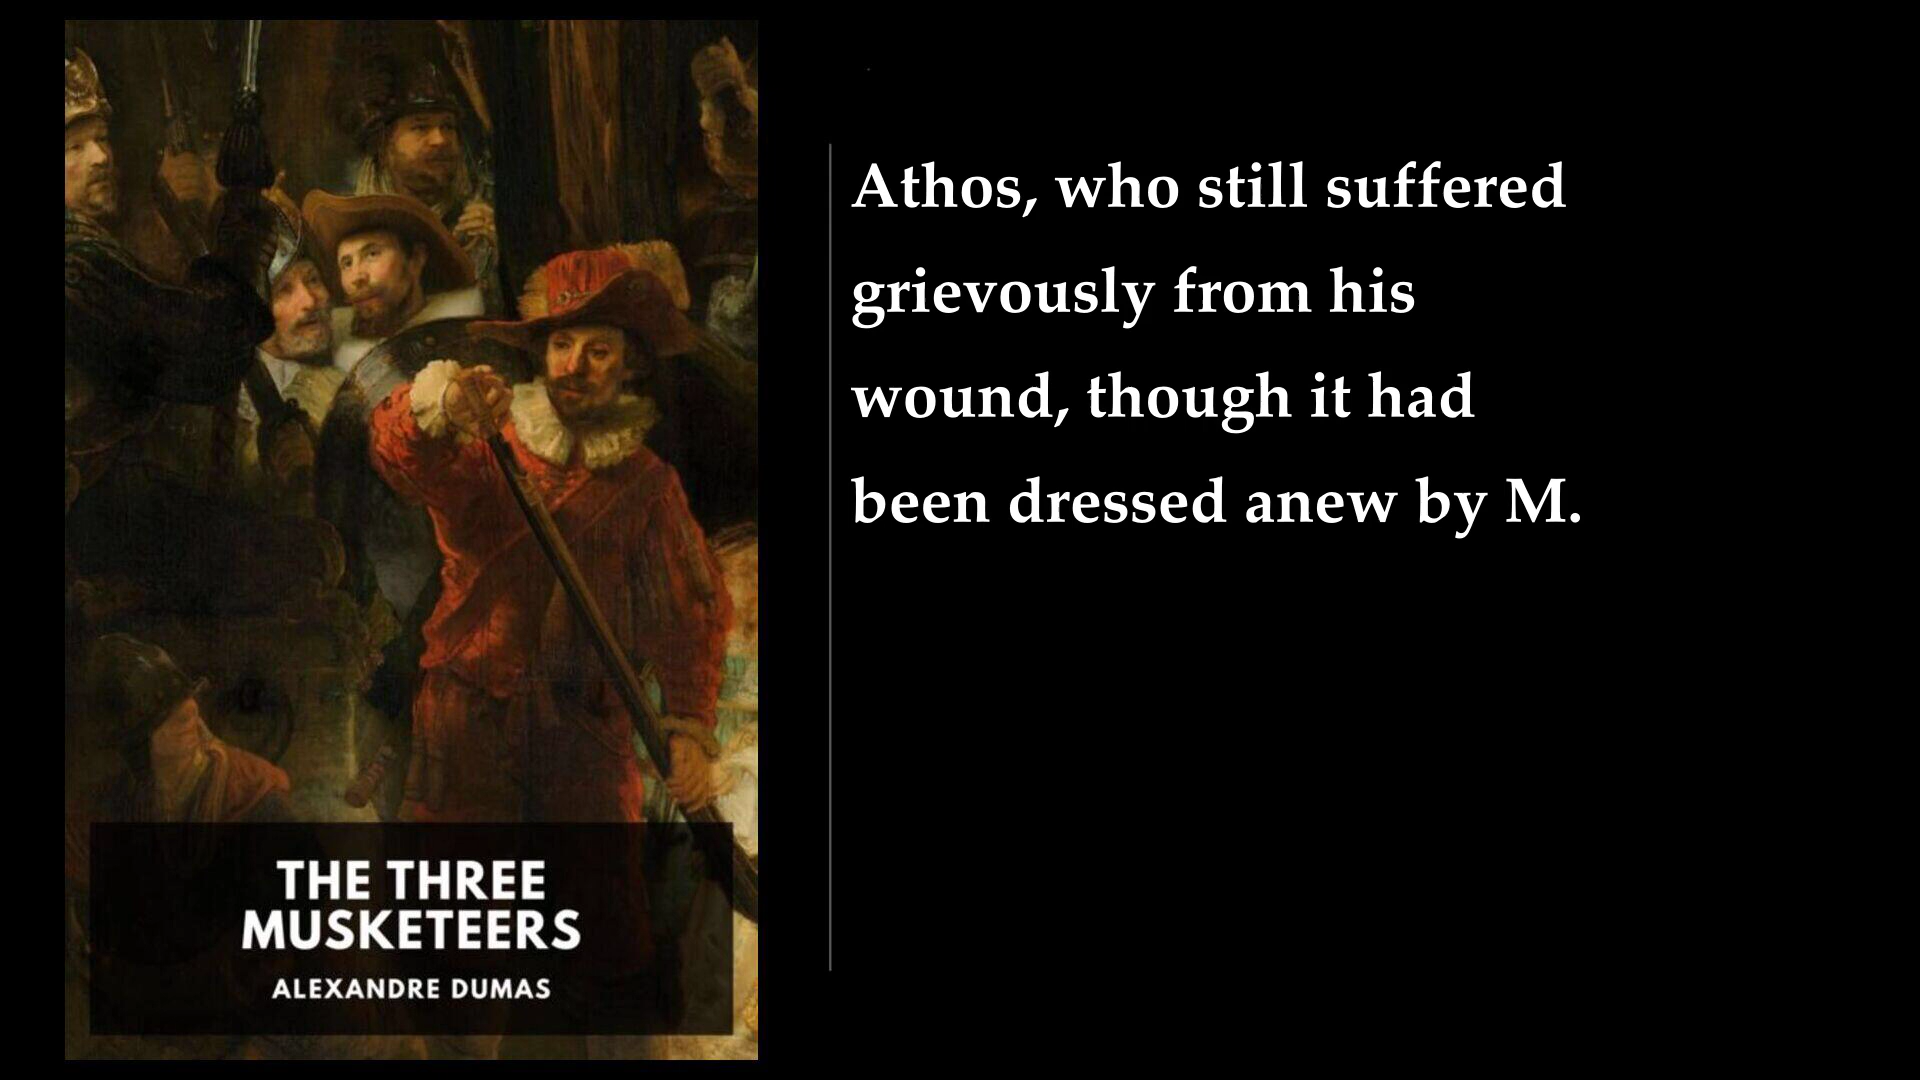 Athos, who still suffered
grievously from his
wound, though it had
been dressed anew by M.
THE THREE
MUSKETEERS
ALEXANDRE DUMAS